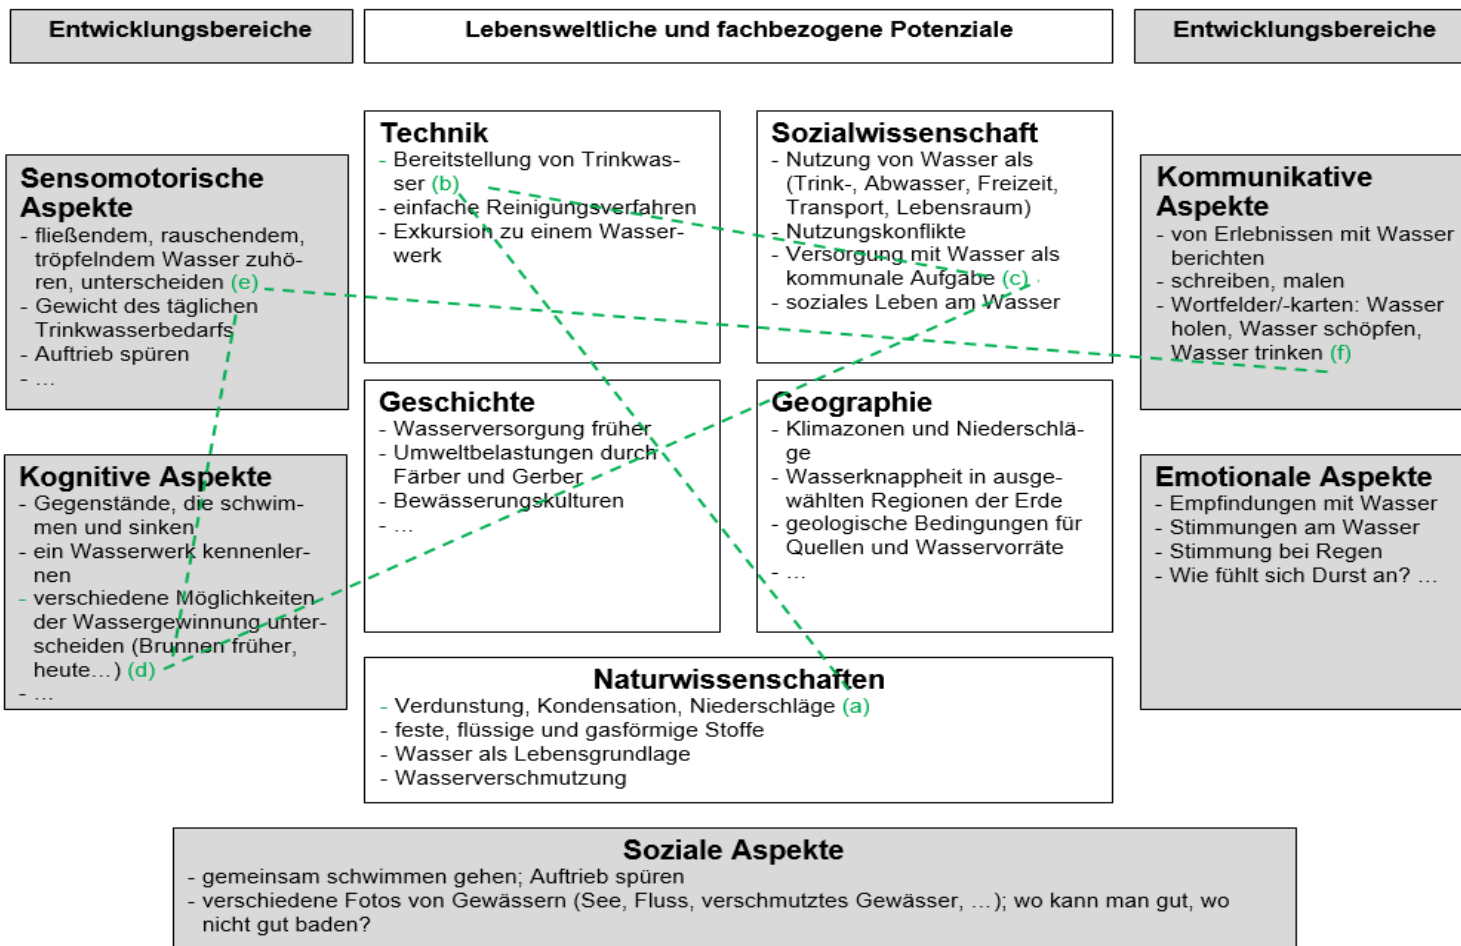 Entwicklungsbereiche
Lebensweltliche und fachbezogene Potenziale
Entwicklungsbereiche
Sensomotorische
Aspekte
- fließendem, rauschendem,
tröpfelndem Wasser zuhö-
ren, unterscheiden (e)
- Gewicht des täglichen
Trinkwasserbedarfs
- Auftrieb spüren
- ...
Kognitive Aspekte
- Gegenstände, die schwim-
men und sinken
- ein Wasserwerk kennenler-
nen
- verschiedene Möglichkeiten
der Wassergewinnung unter-
scheiden (Brunnen früher,
heute...) (d)
- ...
Technik
- Bereitstellung von Trinkwas-
ser (b)
- einfache Reinigungsverfahren
- Exkursion zu einem Wasser-
werk
Sozialwissenschaft
- Nutzung von Wasser als
(Trink-, Abwasser, Freizeit,
Transport, Lebensraum)
- Nutzungskonflikte
- Versorgung mit Wasser als
kommunale Aufgabe (c)
- soziales Leben am Wasser
Geschichte
- Wasserversorgung früher
- Umweltbelastungen durch
Färber und Gerber
- Bewässerungskulturen
- ...
Geographie
- Klimazonen und Niederschlä-
ge
- Wasserknappheit in ausge-
wählten Regionen der Erde
- geologische Bedingungen für
Quellen und Wasservorräte
- ...
Naturwissenschaften
- Verdunstung, Kondensation, Niederschläge (a)
- feste, flüssige und gasförmige Stoffe
- Wasser als Lebensgrundlage
- Wasserverschmutzung
Kommunikative
Aspekte
- von Erlebnissen mit Wasser
berichten
- schreiben, malen
- Wortfelder/-karten: Wasser
holen, Wasser schöpfen,
Wasser trinken (f)
Emotionale Aspekte
- Empfindungen mit Wasser
- Stimmungen am Wasser
- Stimmung bei Regen
- Wie fühlt sich Durst an? ...
Soziale Aspekte
- gemeinsam schwimmen gehen; Auftrieb spüren
- verschiedene Fotos von Gewässern (See, Fluss, verschmutztes Gewässer, ...); wo kann man gut, wo
nicht gut baden?